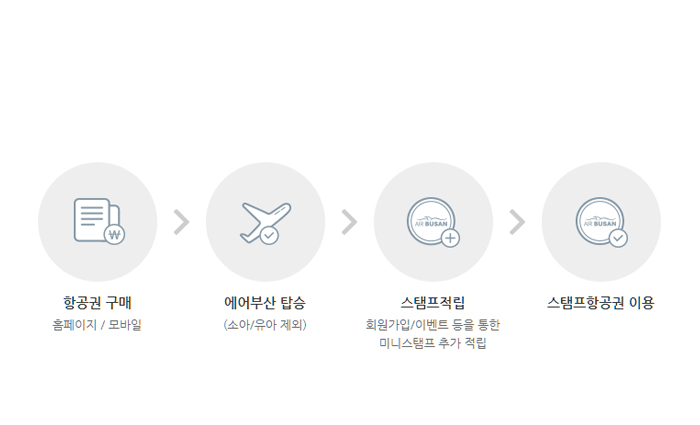 ₩
AIR BUSAN
AIR BUSAN
항공권 구매
홈페이지 / 모바일
에어부산 탑승
(소아/유아 제외)
스탬프적립
회원가입/이벤트 등을 통한
미니스탬프 추가 적립
스탬프항공권 이용